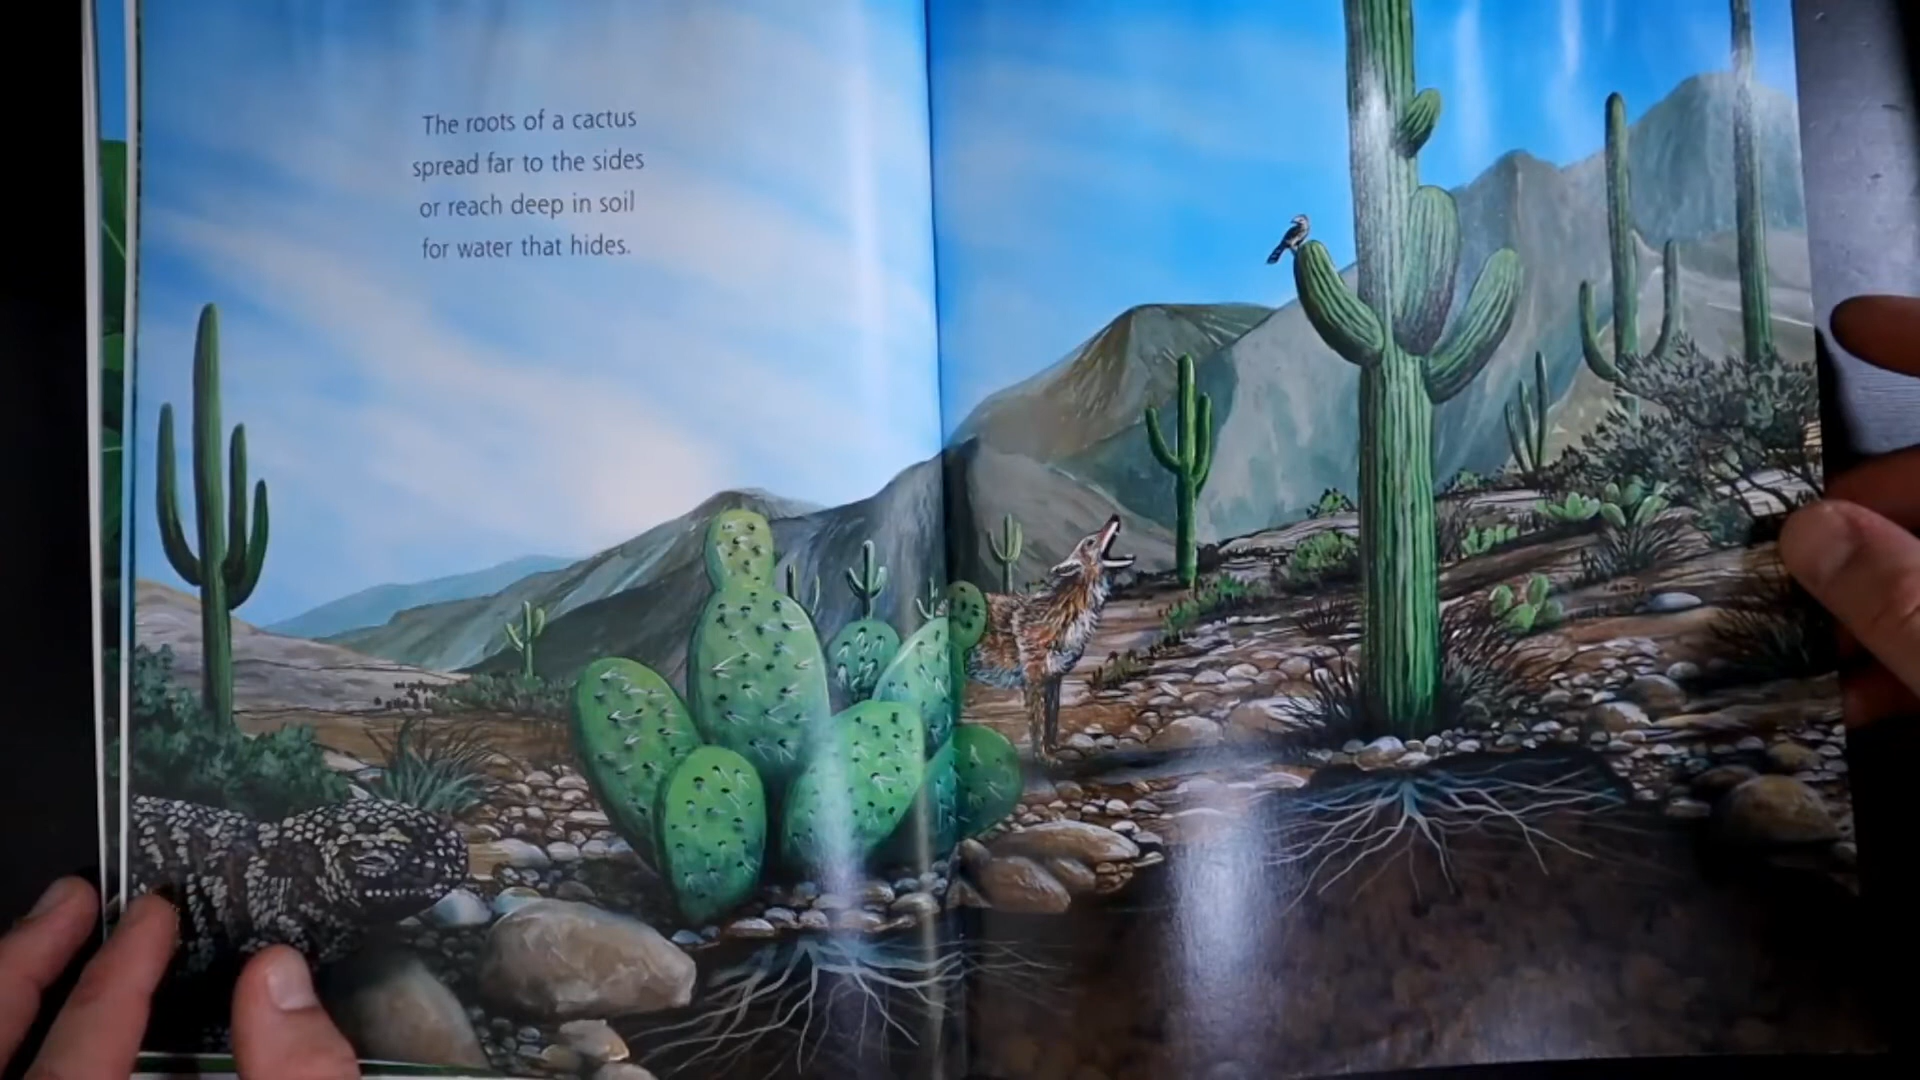 The roots of a cactus
spread far to the sides
or reach deep in soil
for water that hides.